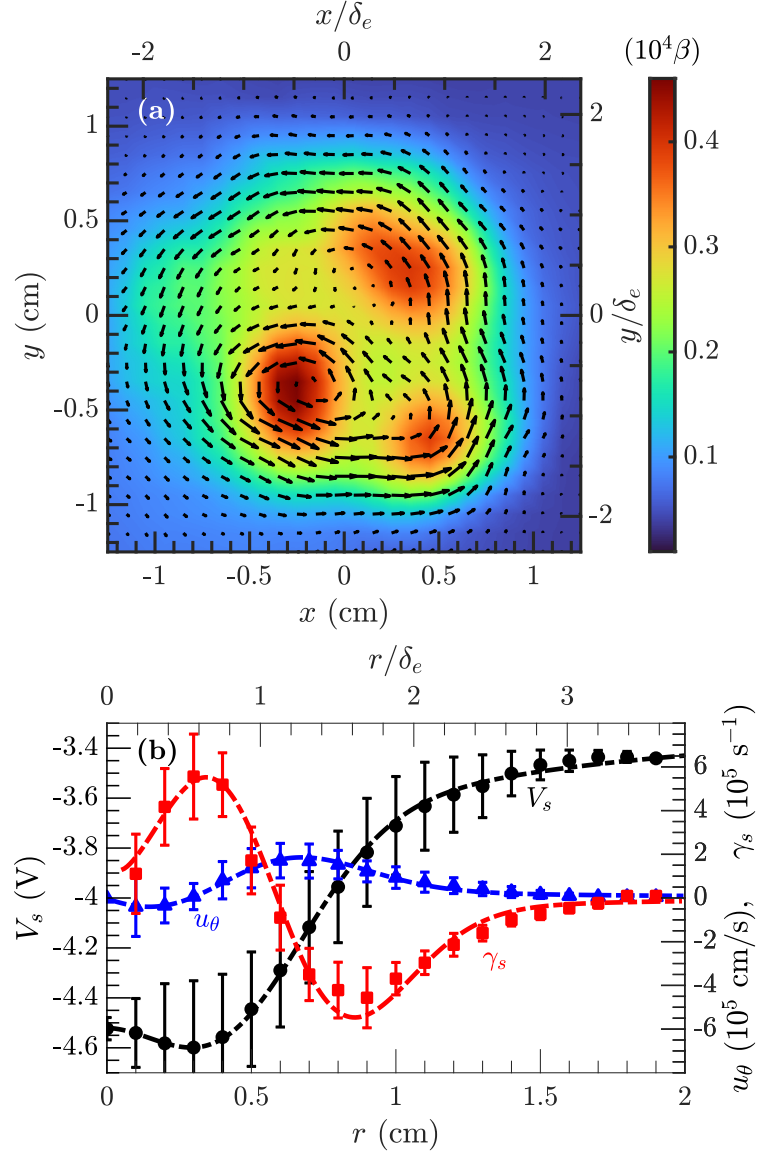 x/δₑ
-2 0 2
(10⁴β)
(a)
1 0.5 0 -0.5 -1
y (cm)
2 0 -2
y/δₑ
0.4 0.3 0.2 0.1
-1 -0.5 0 0.5 1
x (cm)
r/δₑ
0 1 2 3
(b)
-3.4 -3.6 -3.8 -4 -4.2 -4.4 -4.6
Vₛ (V)
Vₛ
u_θ
γₛ
6 4 2 0 -2 -4 -6
u_θ (10⁵ cm/s), γₛ (10⁵ s⁻¹)
0 0.5 1 1.5 2
r (cm)